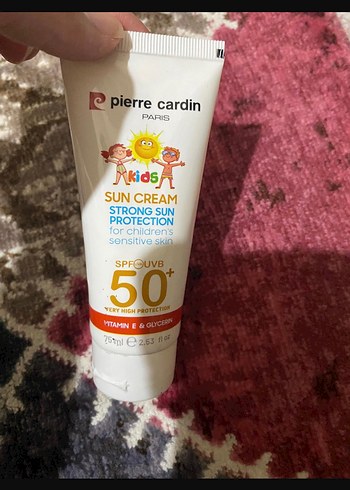 pierre cardin
PARIS
kids
SUN CREAM
STRONG SUN
PROTECTION
for children's
sensitive skin
SPF UVB
50+
VERY HIGH PROTECTION
VITAMIN E & GLYCERIN
75ml e 2.53 fl oz